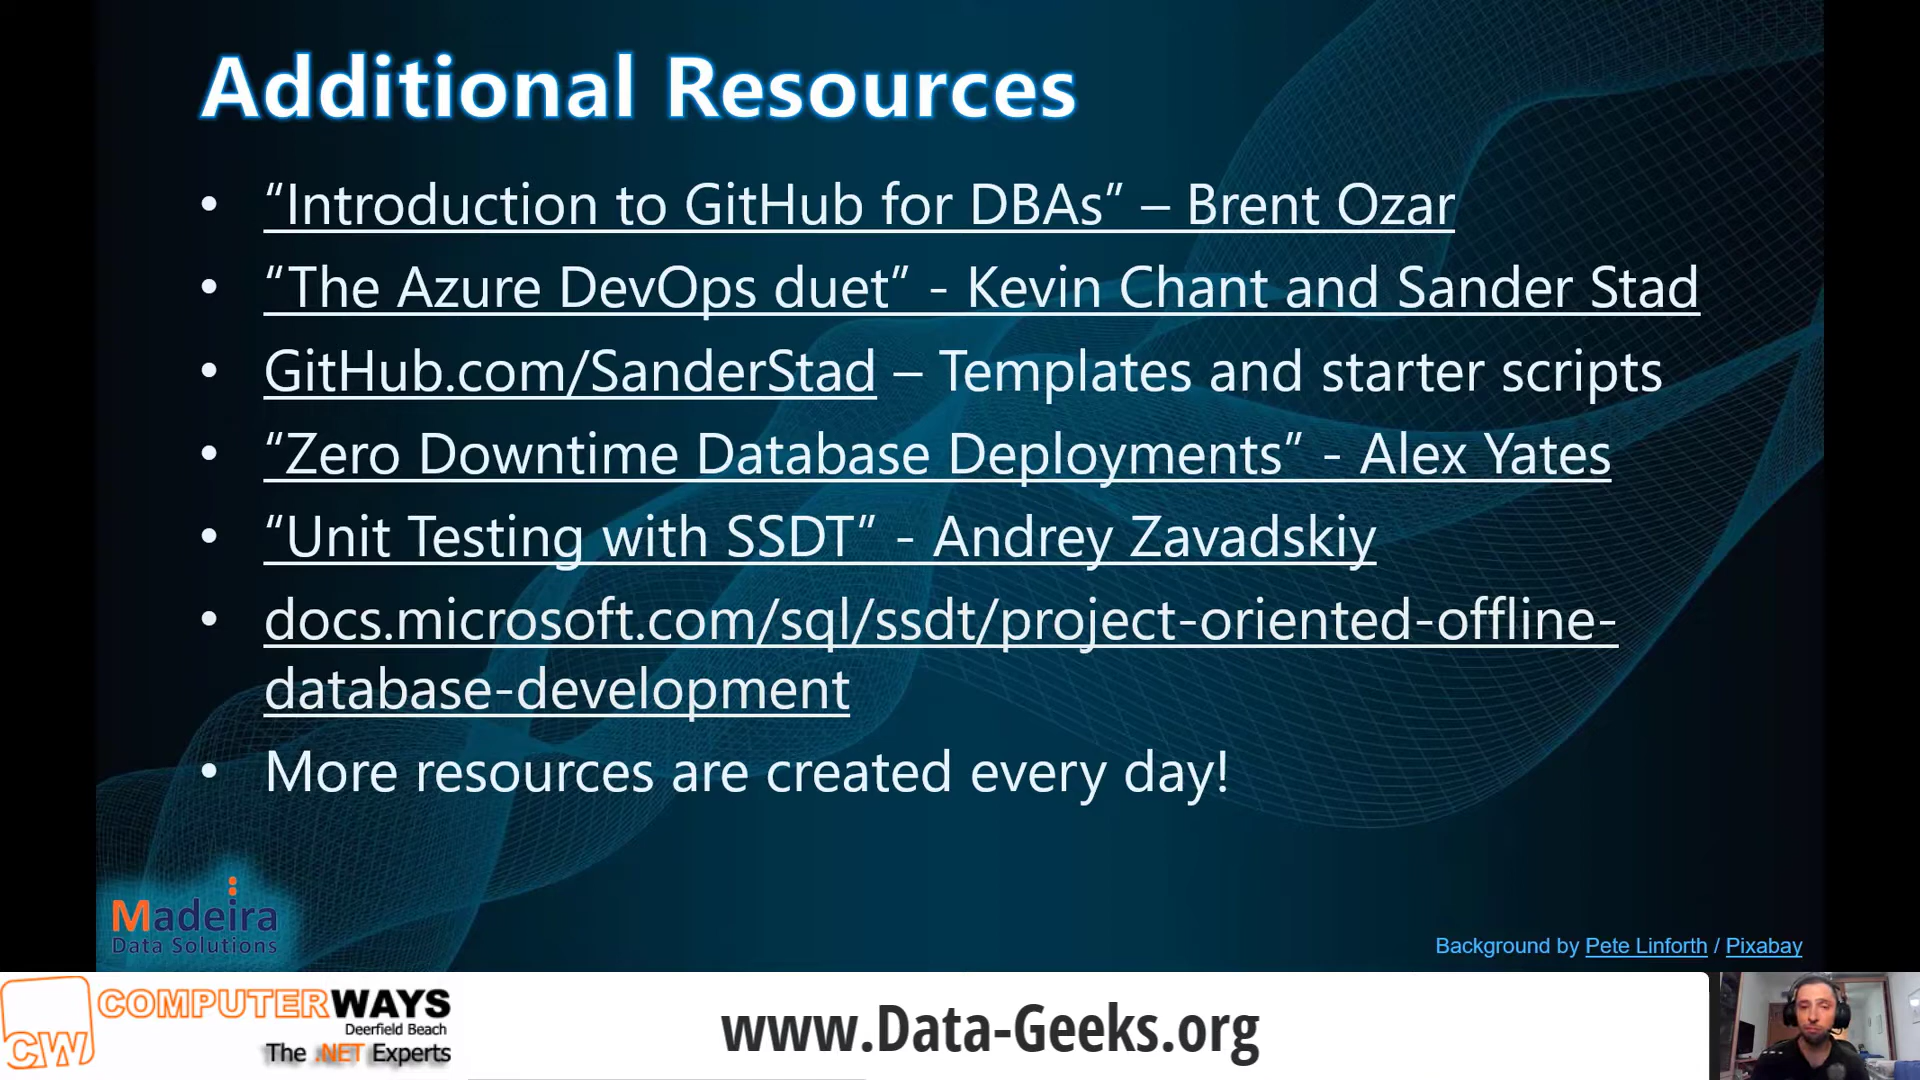 Additional Resources
• “Introduction to GitHub for DBAs” – Brent Ozar
• “The Azure DevOps duet” - Kevin Chant and Sander Stad
• GitHub.com/SanderStad – Templates and starter scripts
• “Zero Downtime Database Deployments” - Alex Yates
• “Unit Testing with SSDT” - Andrey Zavadskiy
• docs.microsoft.com/sql/ssdt/project-oriented-offline-
database-development
• More resources are created every day!
Madeira
Data Solutions
Background by Pete Linforth / Pixabay
CW
COMPUTERWAYS
Deerfield Beach
The .NET Experts
www.Data-Geeks.org